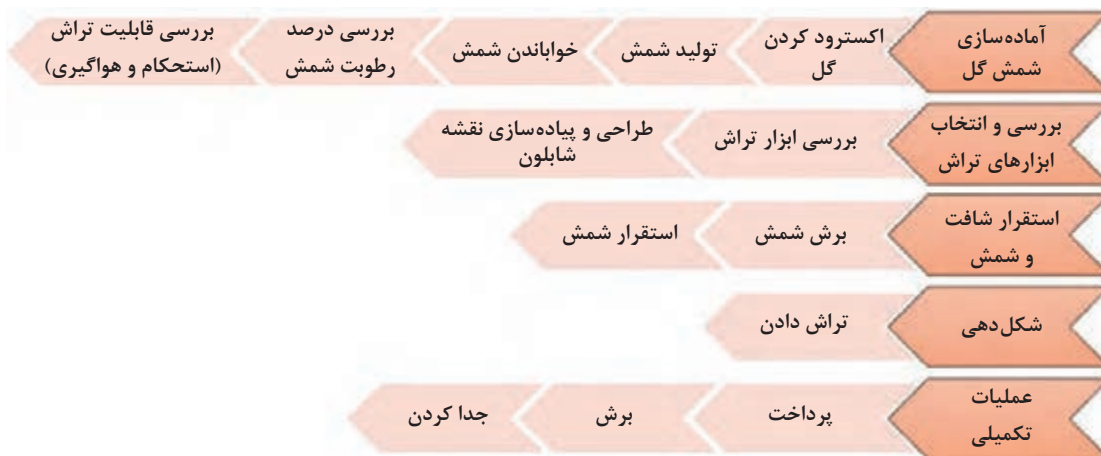 آماده‌سازی
شمش گل
اکسترود کردن
گل
تولید شمش
خواباندن شمش
بررسی درصد
رطوبت شمش
بررسی قابلیت تراش
(استحکام و هواگیری)
بررسی و انتخاب
ابزارهای تراش
بررسی ابزار تراش
طراحی و پیاده‌سازی نقشه
شابلون
استقرار شافت
و شمش
برش شمش
استقرار شمش
شکل‌دهی
تراش دادن
عملیات
تکمیلی
پرداخت
برش
جدا کردن